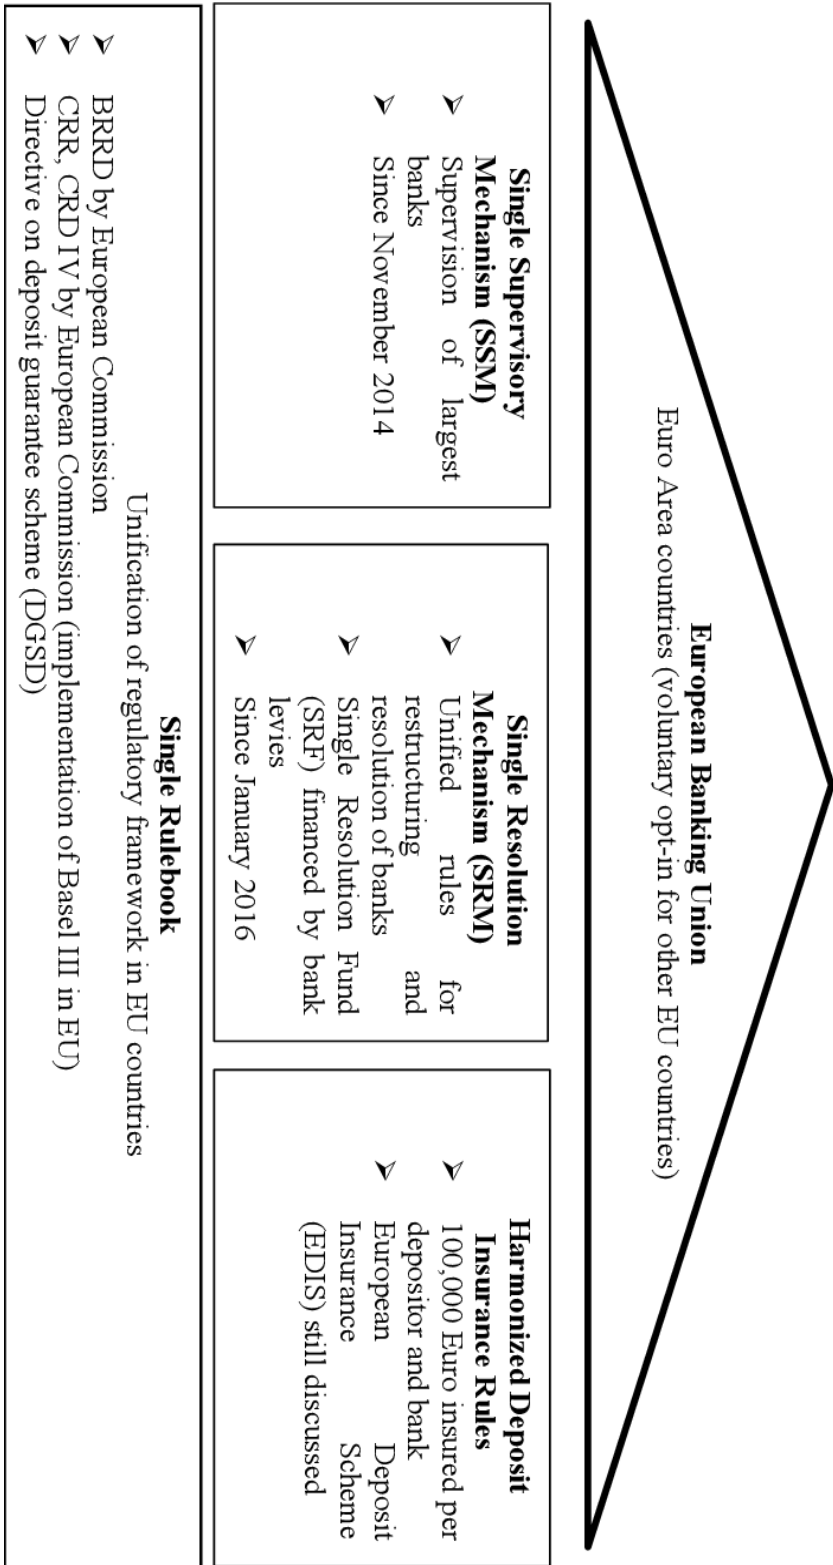 European Banking Union
Euro Area countries (voluntary opt-in for other EU countries)
Single Supervisory
Mechanism (SSM)
➢ Supervision of largest
banks
➢ Since November 2014
Single Resolution
Mechanism (SRM)
➢ Unified rules for
restructuring and
resolution of banks
➢ Single Resolution Fund
(SRF) financed by bank
levies
➢ Since January 2016
Harmonized Deposit
Insurance Rules
➢ 100,000 Euro insured per
depositor and bank
➢ European Deposit
Insurance Scheme
(EDIS) still discussed
Single Rulebook
Unification of regulatory framework in EU countries
➢ BRRD by European Commission
➢ CRR, CRD IV by European Commission (implementation of Basel III in EU)
➢ Directive on deposit guarantee scheme (DGSD)